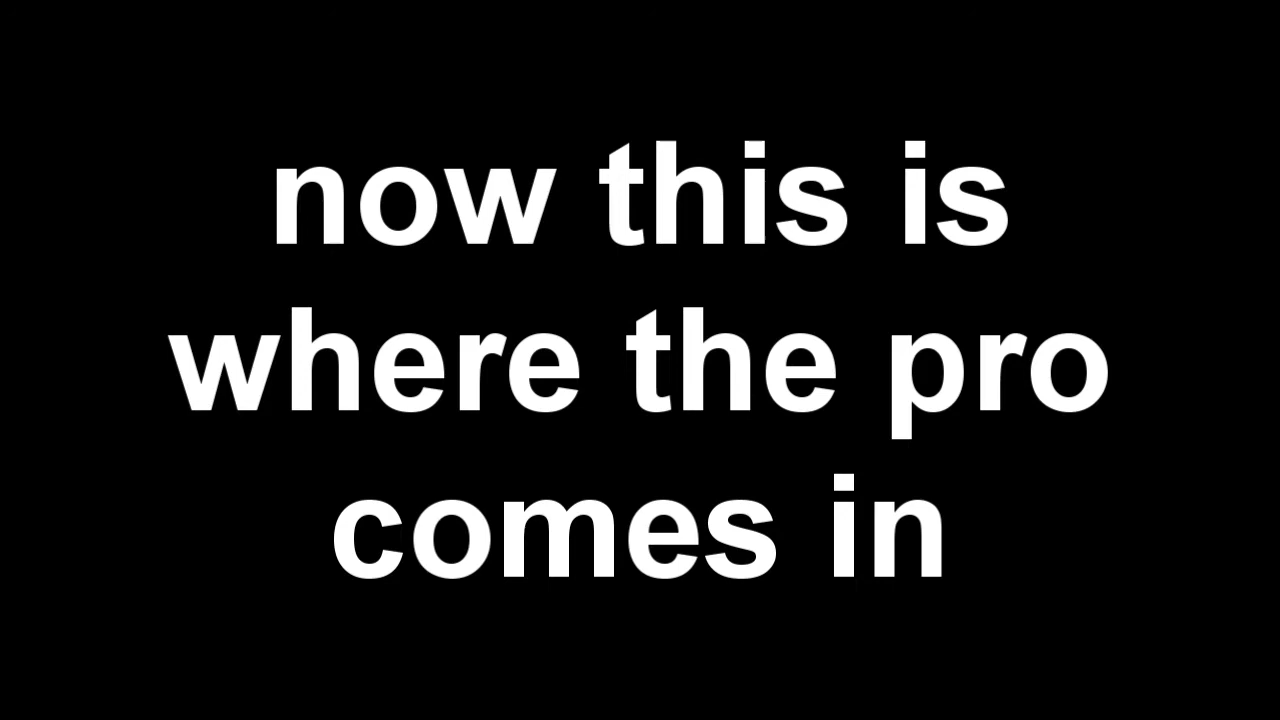 now this is
where the pro
comes in